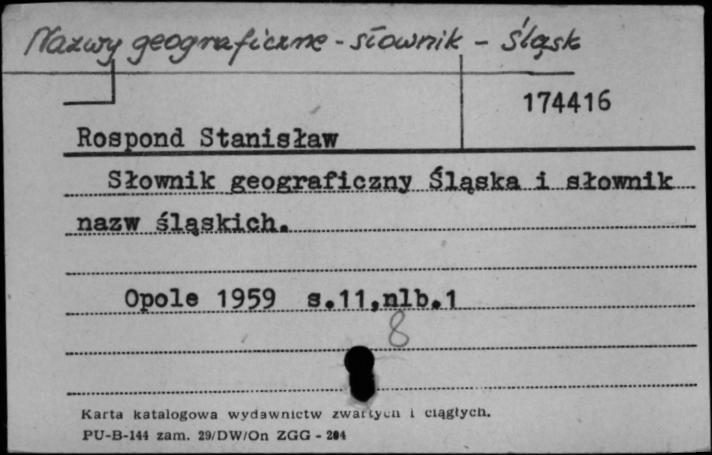 Nazwy geograficzne - słownik - Śląsk
174416
Rospond Stanisław
Słownik geograficzny Śląska i słownik
nazw śląskich.
Opole 1959 s.11,nlb.1
8
Karta katalogowa wydawnictw zwartych i ciągłych.
PU-B-144 zam. 29/DW/On ZGG - 204